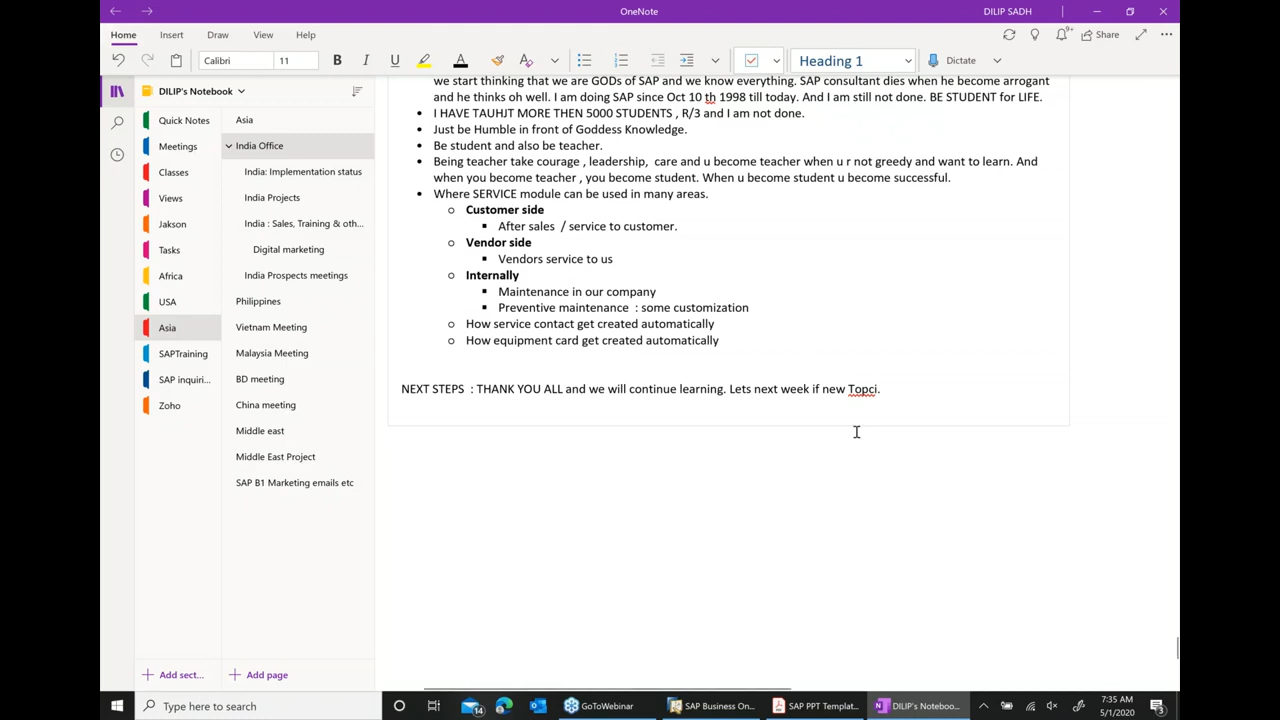 OneNote
DILIP SADH
Home Insert Draw View Help
Share
Calibri 11 B I U A Heading 1 Dictate
DILIP's Notebook
Quick Notes
Meetings
Classes
Views
Jakson
Tasks
Africa
USA
Asia
SAPTraining
SAP inquiri...
Zoho
Add sect...
Asia
India Office
India: Implementation status
India Projects
India : Sales, Training & oth...
Digital marketing
India Prospects meetings
Philippines
Vietnam Meeting
Malaysia Meeting
BD meeting
China meeting
Middle east
Middle East Project
SAP B1 Marketing emails etc
Add page
we start thinking that we are GODs of SAP and we know everything. SAP consultant dies when he become arrogant
and he thinks oh well. I am doing SAP since Oct 10 th 1998 till today. And I am still not done. BE STUDENT for LIFE.
• I HAVE TAUHJT MORE THEN 5000 STUDENTS , R/3 and I am not done.
• Just be Humble in front of Goddess Knowledge.
• Be student and also be teacher.
• Being teacher take courage , leadership, care and u become teacher when u r not greedy and want to learn. And
when you become teacher , you become student. When u become student u become successful.
• Where SERVICE module can be used in many areas.
○ Customer side
▪ After sales / service to customer.
○ Vendor side
▪ Vendors service to us
○ Internally
▪ Maintenance in our company
▪ Preventive maintenance : some customization
○ How service contact get created automatically
○ How equipment card get created automatically
NEXT STEPS : THANK YOU ALL and we will continue learning. Lets next week if new Topci.
Type here to search
14
GoToWebinar
SAP Business On...
SAP PPT Templat...
DILIP's Noteboo...
7:35 AM
5/1/2020
3